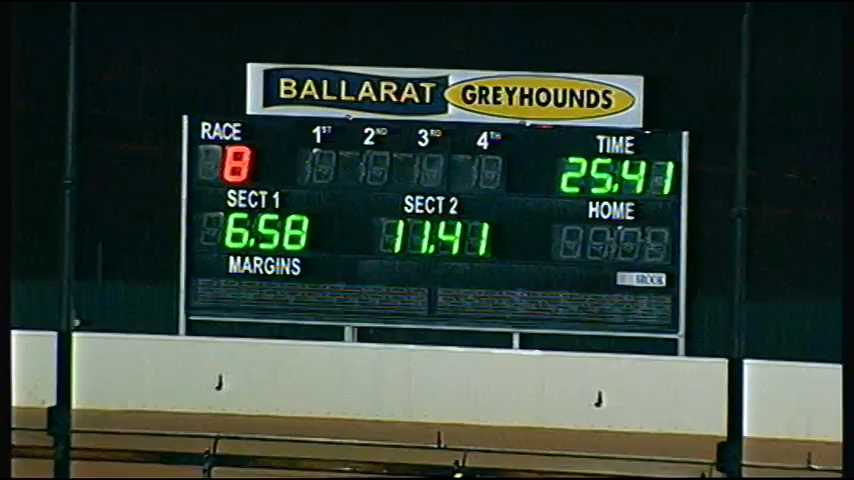 BALLARAT GREYHOUNDS
RACE 1ST 2ND 3RD 4TH TIME
8 25.41
SECT 1 SECT 2 HOME
6.58 11.41
MARGINS